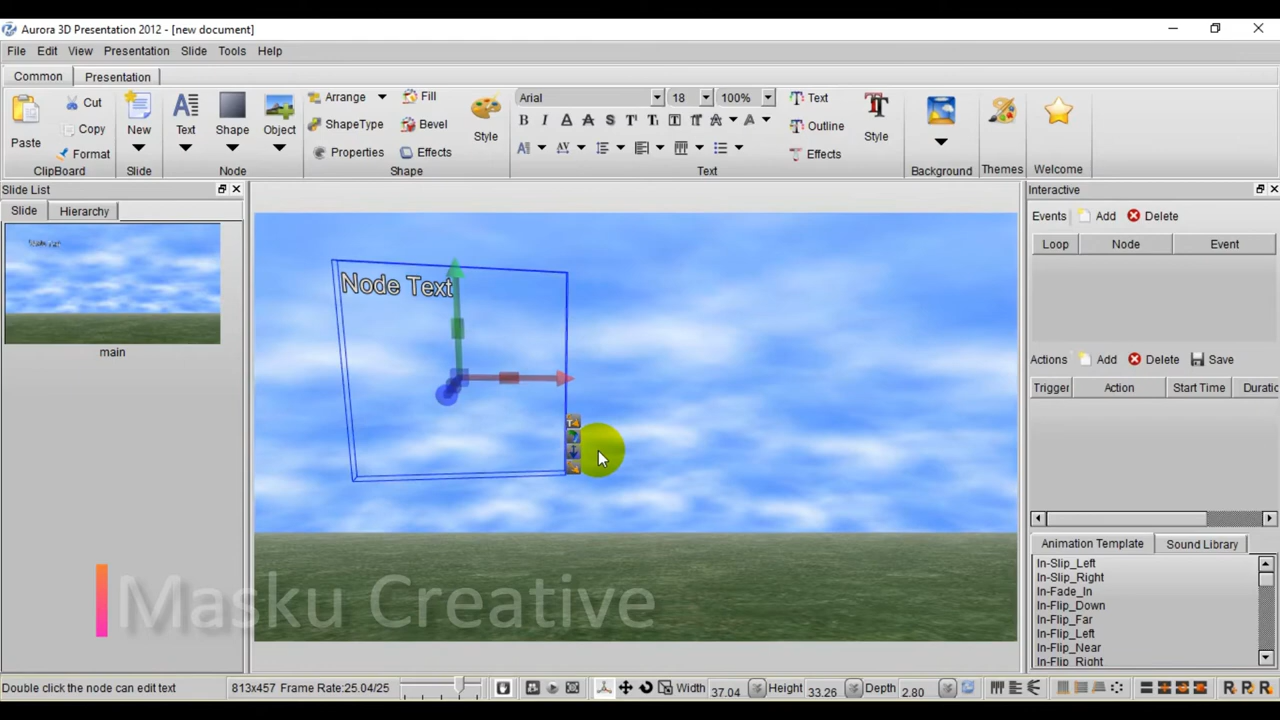 Aurora 3D Presentation 2012 - [new document]
File Edit View Presentation Slide Tools Help
Common Presentation
Paste Cut Copy Format ClipBoard
New Slide
Text Shape Object Node
Arrange ShapeType Properties Fill Bevel Effects Style Shape
Arial 18 100% Text Outline Effects Style Text
Background Themes Welcome
Slide List
Slide Hierarchy
Node Text
main
Node Text
Masku Creative
Interactive
Events Add Delete
Loop Node Event
Actions Add Delete Save
Trigger Action Start Time Duratic
Animation Template Sound Library
In-Slip_Left
In-Slip_Right
In-Fade_In
In-Flip_Down
In-Flip_Far
In-Flip_Left
In-Flip_Near
In-Flip_Right
Double click the node can edit text 813x457 Frame Rate:25.04/25 Width 37.04 Height 33.26 Depth 2.80